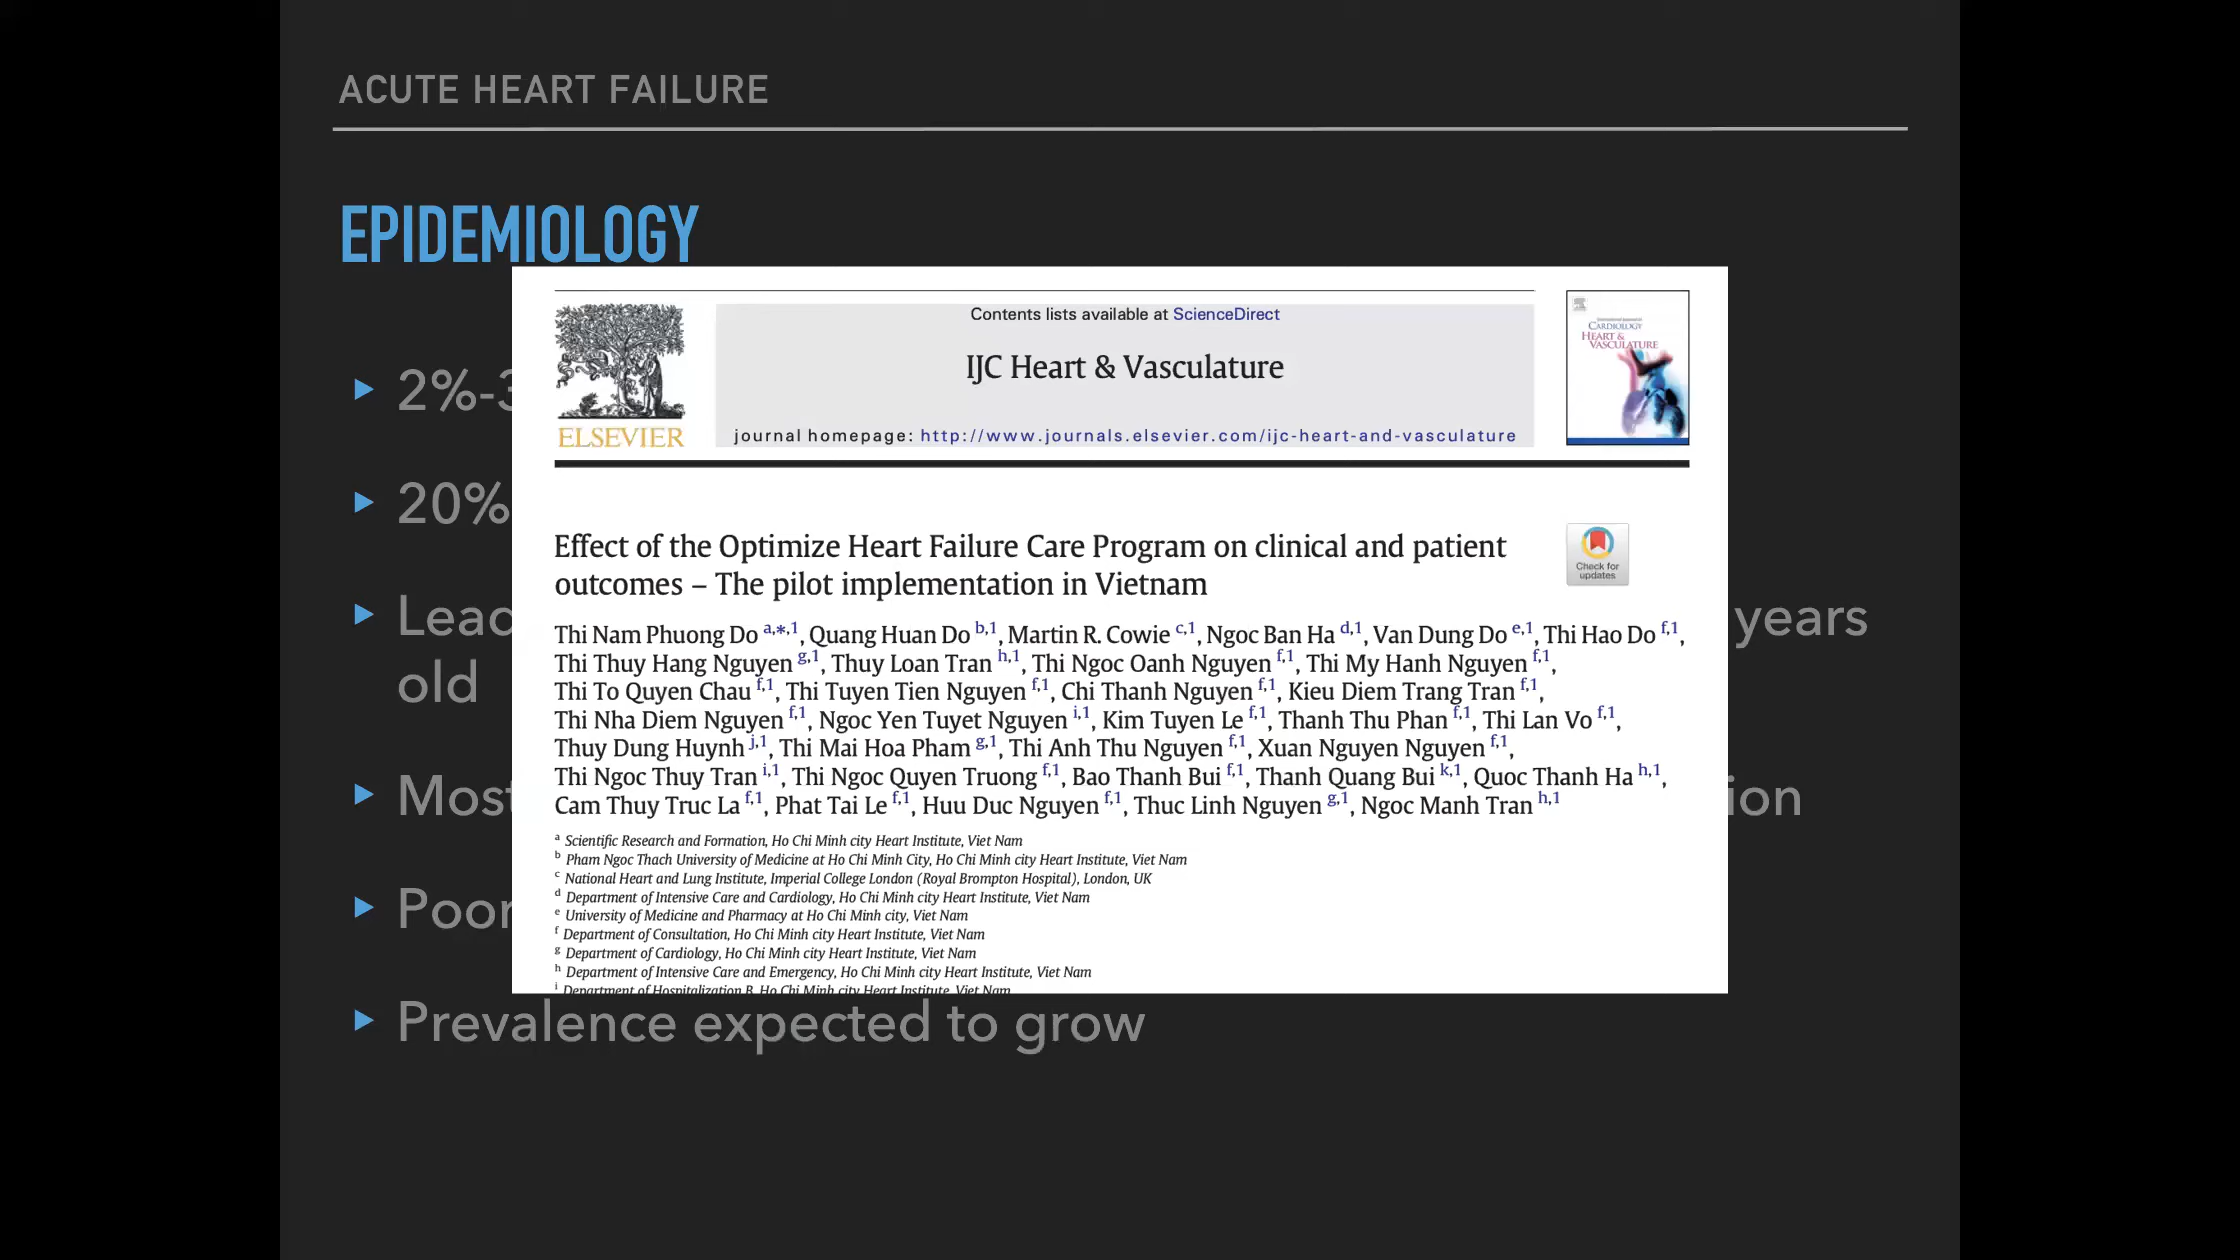 ACUTE HEART FAILURE
EPIDEMIOLOGY
Contents lists available at ScienceDirect
IJC Heart & Vasculature
journal homepage: http://www.journals.elsevier.com/ijc-heart-and-vasculature
ELSEVIER
CARDIOLOGY
HEART &
VASCULATURE
▸ 2%-3
▸ 20%
▸ Lead years
old
▸ Most ion
▸ Poor
▸ Prevalence expected to grow
Effect of the Optimize Heart Failure Care Program on clinical and patient
outcomes – The pilot implementation in Vietnam
Check for
updates
Thi Nam Phuong Do a,*,1, Quang Huan Do b,1, Martin R. Cowie c,1, Ngoc Ban Ha d,1, Van Dung Do e,1, Thi Hao Do f,1,
Thi Thuy Hang Nguyen g,1, Thuy Loan Tran h,1, Thi Ngoc Oanh Nguyen f,1, Thi My Hanh Nguyen f,1,
Thi To Quyen Chau f,1, Thi Tuyen Tien Nguyen f,1, Chi Thanh Nguyen f,1, Kieu Diem Trang Tran f,1,
Thi Nha Diem Nguyen f,1, Ngoc Yen Tuyet Nguyen i,1, Kim Tuyen Le f,1, Thanh Thu Phan f,1, Thi Lan Vo f,1,
Thuy Dung Huynh j,1, Thi Mai Hoa Pham g,1, Thi Anh Thu Nguyen f,1, Xuan Nguyen Nguyen f,1,
Thi Ngoc Thuy Tran i,1, Thi Ngoc Quyen Truong f,1, Bao Thanh Bui f,1, Thanh Quang Bui k,1, Quoc Thanh Ha h,1,
Cam Thuy Truc La f,1, Phat Tai Le f,1, Huu Duc Nguyen f,1, Thuc Linh Nguyen g,1, Ngoc Manh Tran h,1
a Scientific Research and Formation, Ho Chi Minh city Heart Institute, Viet Nam
b Pham Ngoc Thach University of Medicine at Ho Chi Minh City, Ho Chi Minh city Heart Institute, Viet Nam
c National Heart and Lung Institute, Imperial College London (Royal Brompton Hospital), London, UK
d Department of Intensive Care and Cardiology, Ho Chi Minh city Heart Institute, Viet Nam
e University of Medicine and Pharmacy at Ho Chi Minh city, Viet Nam
f Department of Consultation, Ho Chi Minh city Heart Institute, Viet Nam
g Department of Cardiology, Ho Chi Minh city Heart Institute, Viet Nam
h Department of Intensive Care and Emergency, Ho Chi Minh city Heart Institute, Viet Nam
i Department of Hospitalization B, Ho Chi Minh city Heart Institute, Viet Nam